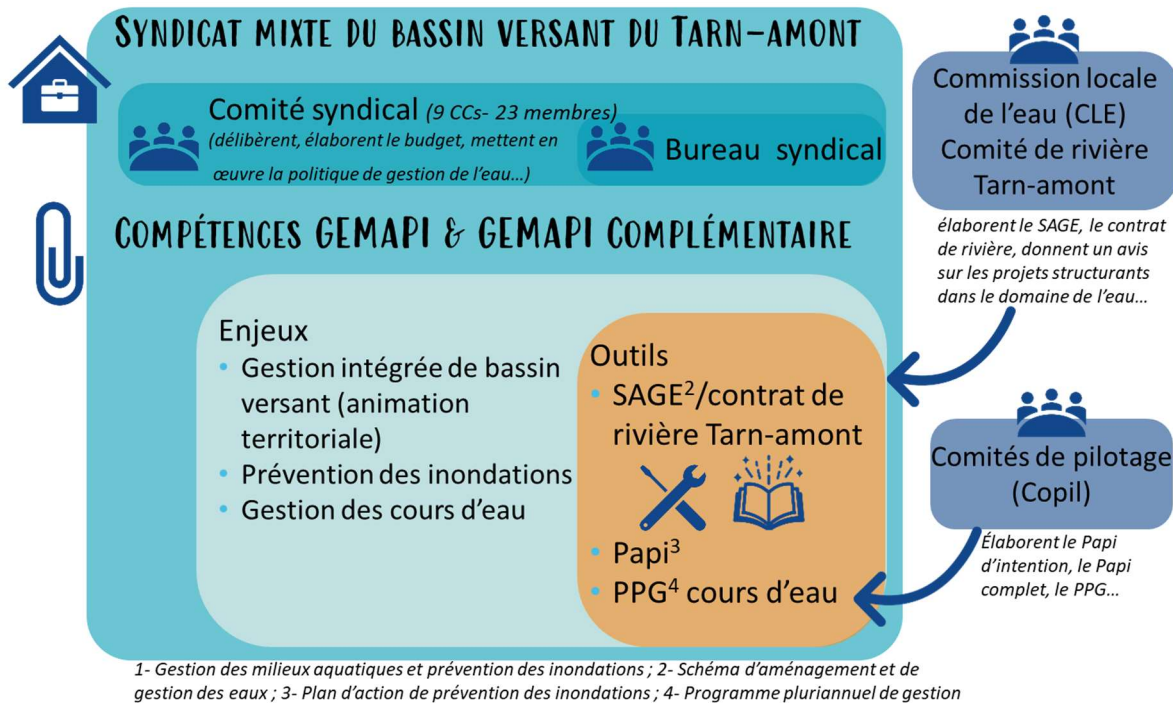 Syndicat mixte du bassin versant du Tarn-amont
Comité syndical (9 CCs- 23 membres)
(délibèrent, élaborent le budget, mettent en
œuvre la politique de gestion de l'eau…)
Bureau syndical
Compétences GEMAPI & GEMAPI Complémentaire
Enjeux
• Gestion intégrée de bassin
versant (animation
territoriale)
• Prévention des inondations
• Gestion des cours d'eau
Outils
• SAGE²/contrat de
rivière Tarn-amont
• Papi³
• PPG⁴ cours d'eau
Commission locale
de l'eau (CLE)
Comité de rivière
Tarn-amont
élaborent le SAGE, le contrat
de rivière, donnent un avis
sur les projets structurants
dans le domaine de l'eau…
Comités de pilotage
(Copil)
Élaborent le Papi
d'intention, le Papi
complet, le PPG…
1- Gestion des milieux aquatiques et prévention des inondations ; 2- Schéma d'aménagement et de
gestion des eaux ; 3- Plan d'action de prévention des inondations ; 4- Programme pluriannuel de gestion